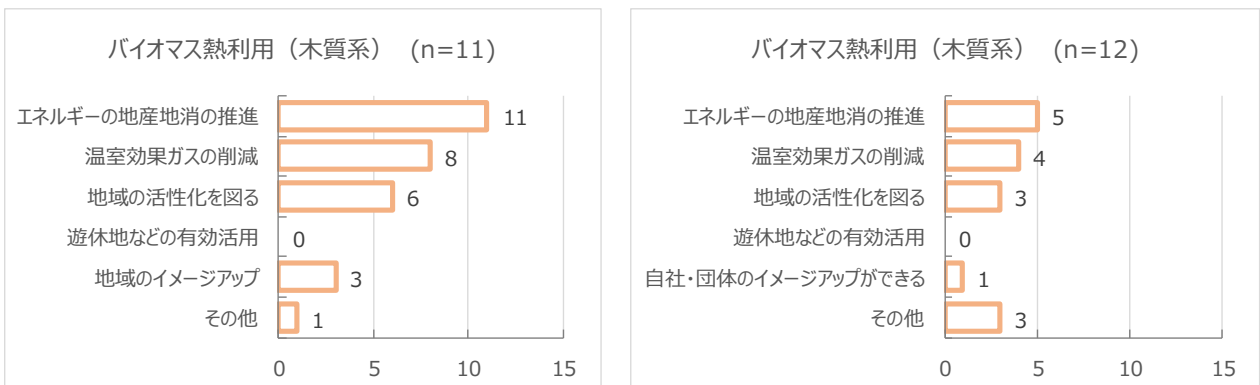 バイオマス熱利用（木質系） (n=11)
エネルギーの地産地消の推進 11
温室効果ガスの削減 8
地域の活性化を図る 6
遊休地などの有効活用 0
地域のイメージアップ 3
その他 1
0 5 10 15
バイオマス熱利用（木質系） (n=12)
エネルギーの地産地消の推進 5
温室効果ガスの削減 4
地域の活性化を図る 3
遊休地などの有効活用 0
自社・団体のイメージアップができる 1
その他 3
0 5 10 15